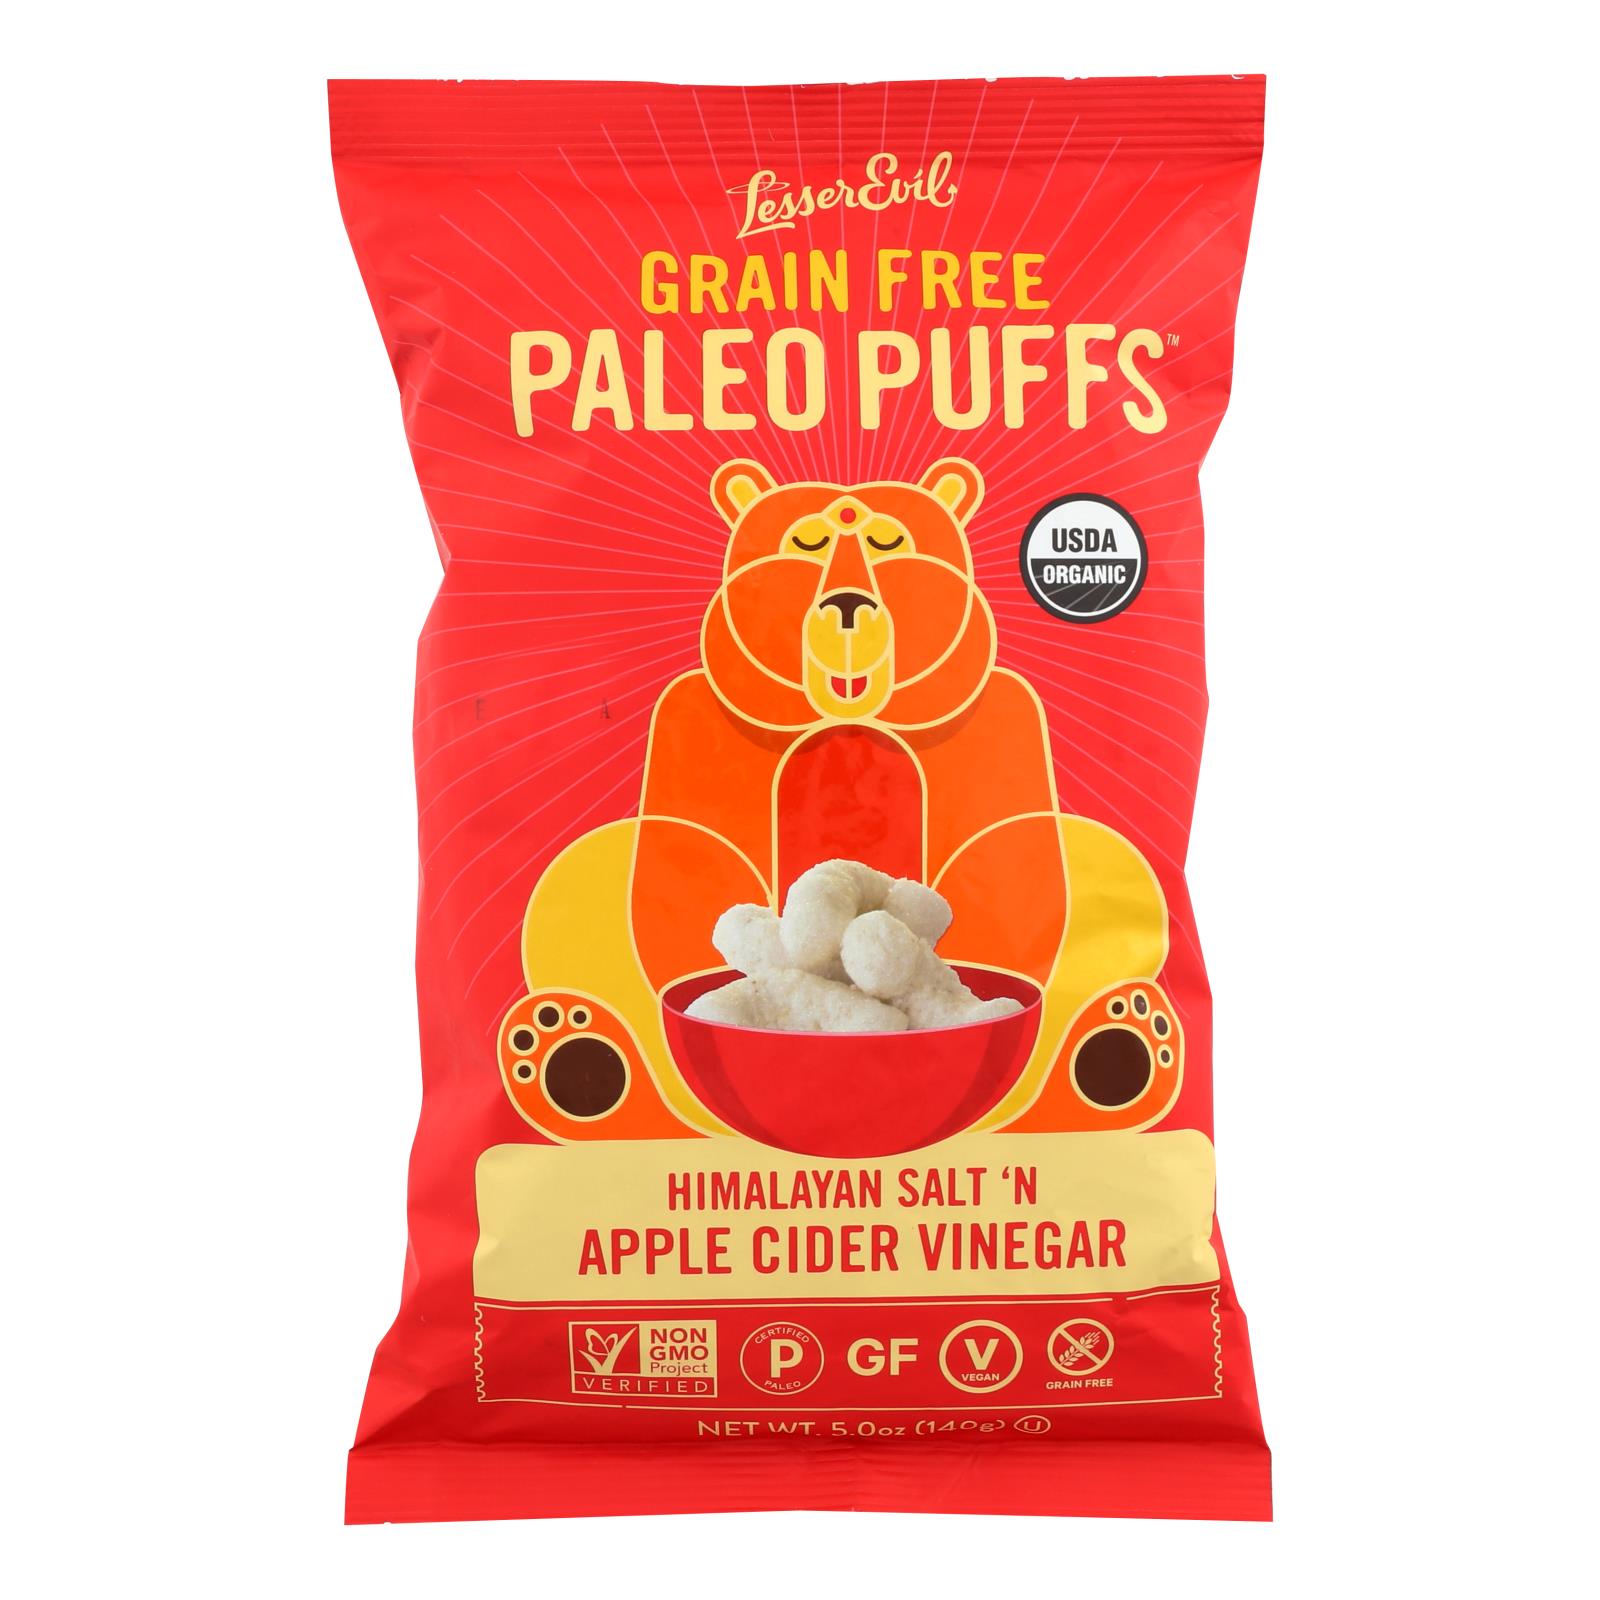 LesserEvil
GRAIN FREE
PALEO PUFFS™
USDA
ORGANIC
E A
HIMALAYAN SALT ‘N
APPLE CIDER VINEGAR
NON
GMO
Project
VERIFIED
CERTIFIED
P
PALEO
GF
V
VEGAN
GRAIN FREE
NET WT. 5.0oz (140g) U